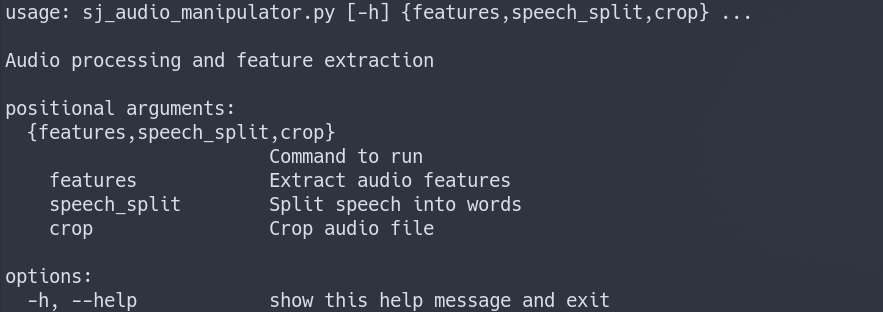 usage: sj_audio_manipulator.py [-h] {features,speech_split,crop} ...
Audio processing and feature extraction
positional arguments:
{features,speech_split,crop}
Command to run
features Extract audio features
speech_split Split speech into words
crop Crop audio file
options:
-h, --help show this help message and exit